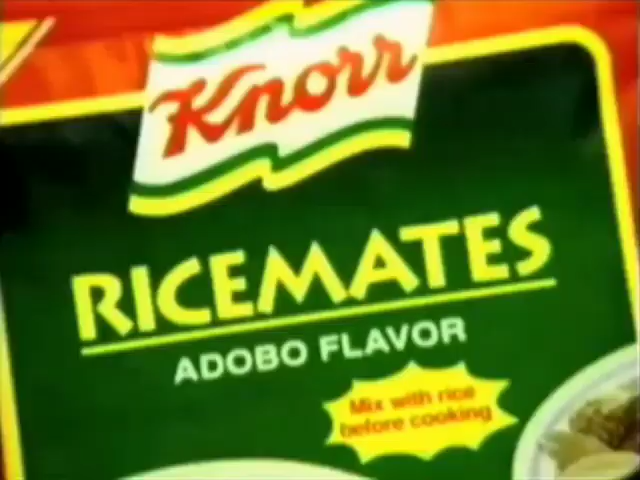 Knorr
RICEMATES
ADOBO FLAVOR
Mix with rice
before cooking